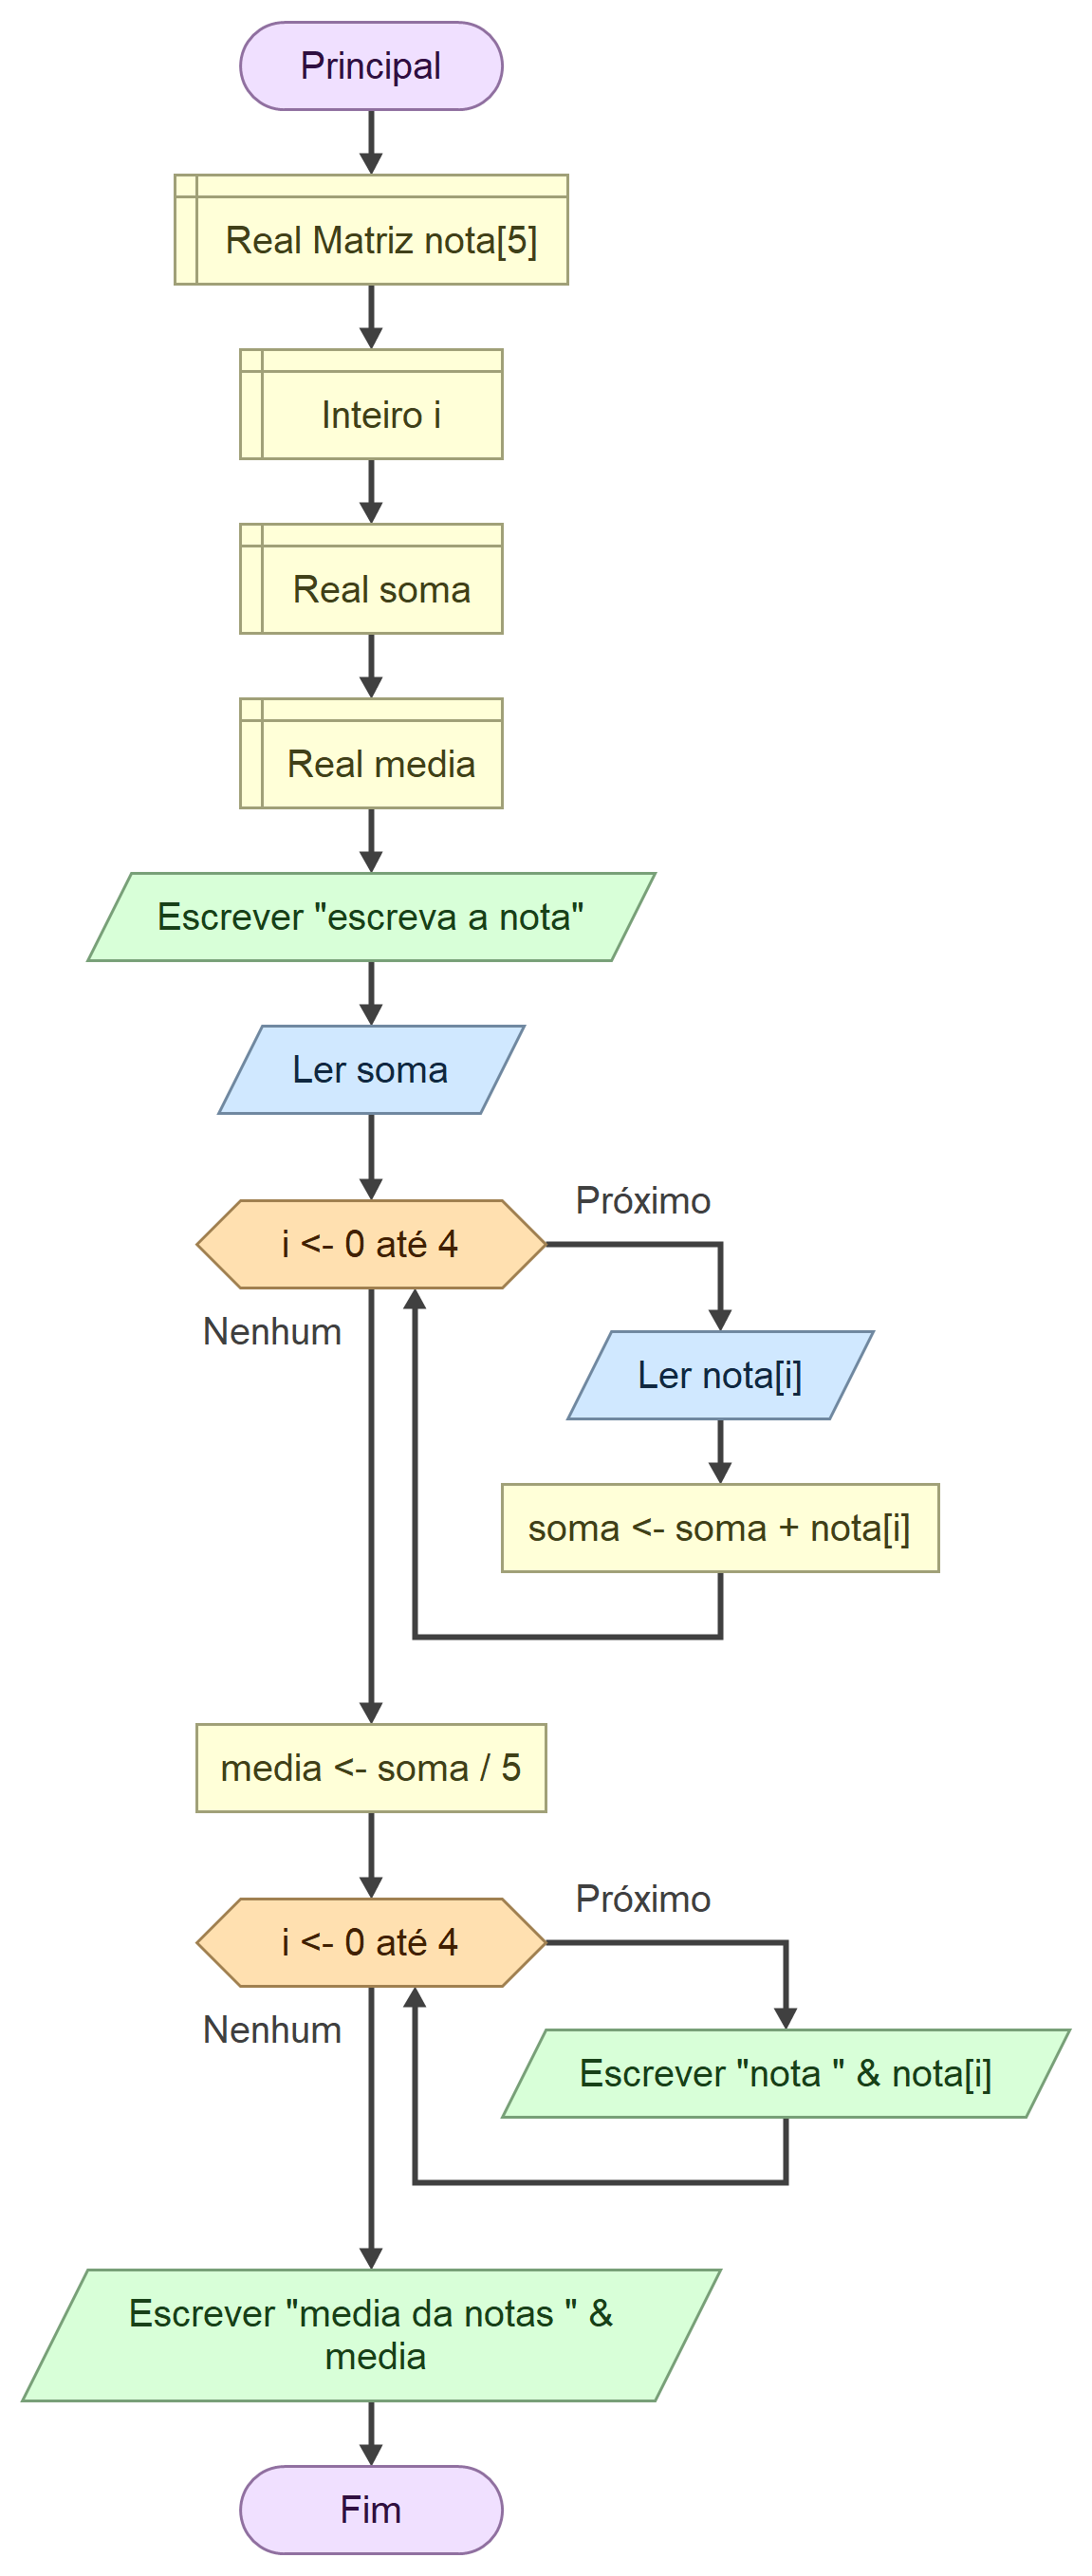 Principal
Real Matriz nota[5]
Inteiro i
Real soma
Real media
Escrever "escreva a nota"
Ler soma
i <- 0 até 4
Próximo
Nenhum
Ler nota[i]
soma <- soma + nota[i]
media <- soma / 5
i <- 0 até 4
Próximo
Nenhum
Escrever "nota " & nota[i]
Escrever "media da notas " &
media
Fim